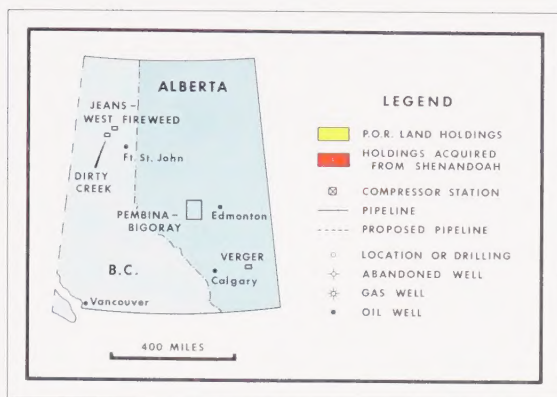 ALBERTA
JEANS -
WEST FIREWEED
Ft. St. John
DIRTY
CREEK
PEMBINA -
BIGORAY
Edmonton
VERGER
B.C.
Calgary
Vancouver
400 MILES
LEGEND
P.O.R. LAND HOLDINGS
HOLDINGS ACQUIRED
FROM SHENANDOAH
COMPRESSOR STATION
PIPELINE
PROPOSED PIPELINE
LOCATION OR DRILLING
ABANDONED WELL
GAS WELL
OIL WELL